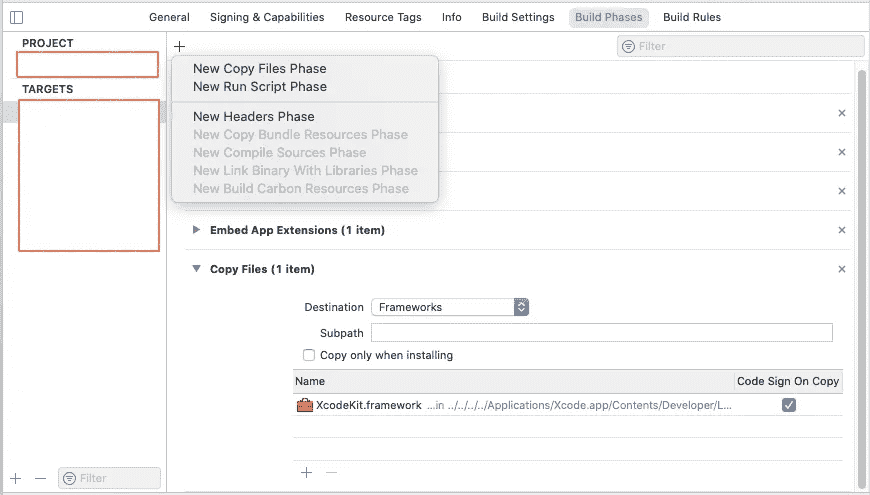 General Signing & Capabilities Resource Tags Info Build Settings Build Phases Build Rules
PROJECT
Filter
TARGETS
New Copy Files Phase
New Run Script Phase
New Headers Phase
New Copy Bundle Resources Phase
New Compile Sources Phase
New Link Binary With Libraries Phase
New Build Carbon Resources Phase
Embed App Extensions (1 item)
Copy Files (1 item)
Destination Frameworks
Subpath
Copy only when installing
Name Code Sign On Copy
XcodeKit.framework ...in ../../../../Applications/Xcode.app/Contents/Developer/L...
Filter